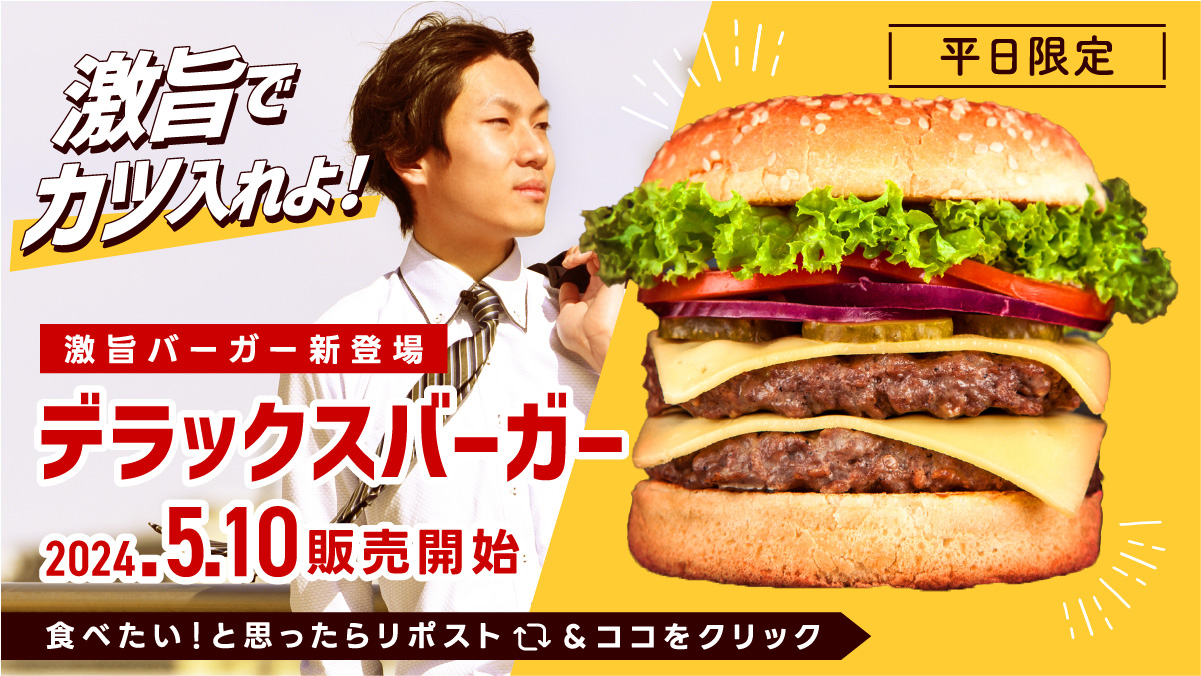 激旨で
カツ入れよ！
平日限定
激旨バーガー新登場
デラックスバーガー
2024.5.10販売開始
食べたい！と思ったらリポスト&ココをクリック